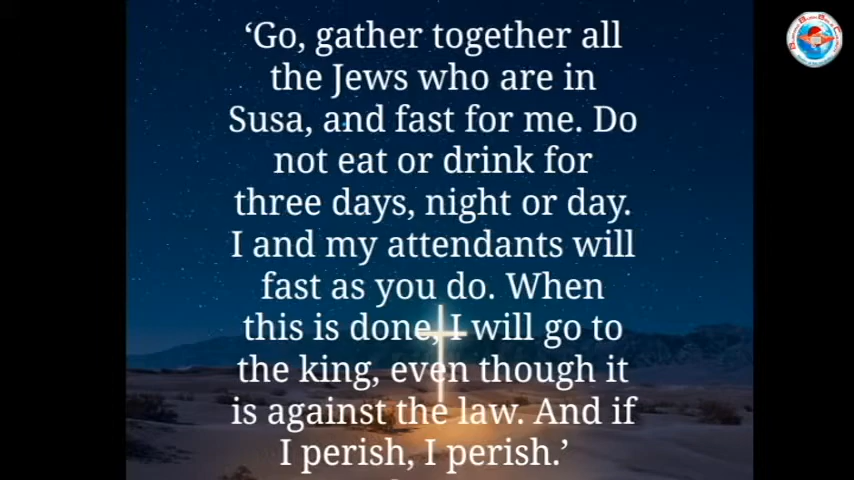 ‘Go, gather together all
the Jews who are in
Susa, and fast for me. Do
not eat or drink for
three days, night or day.
I and my attendants will
fast as you do. When
this is done, I will go to
the king, even though it
is against the law. And if
I perish, I perish.’